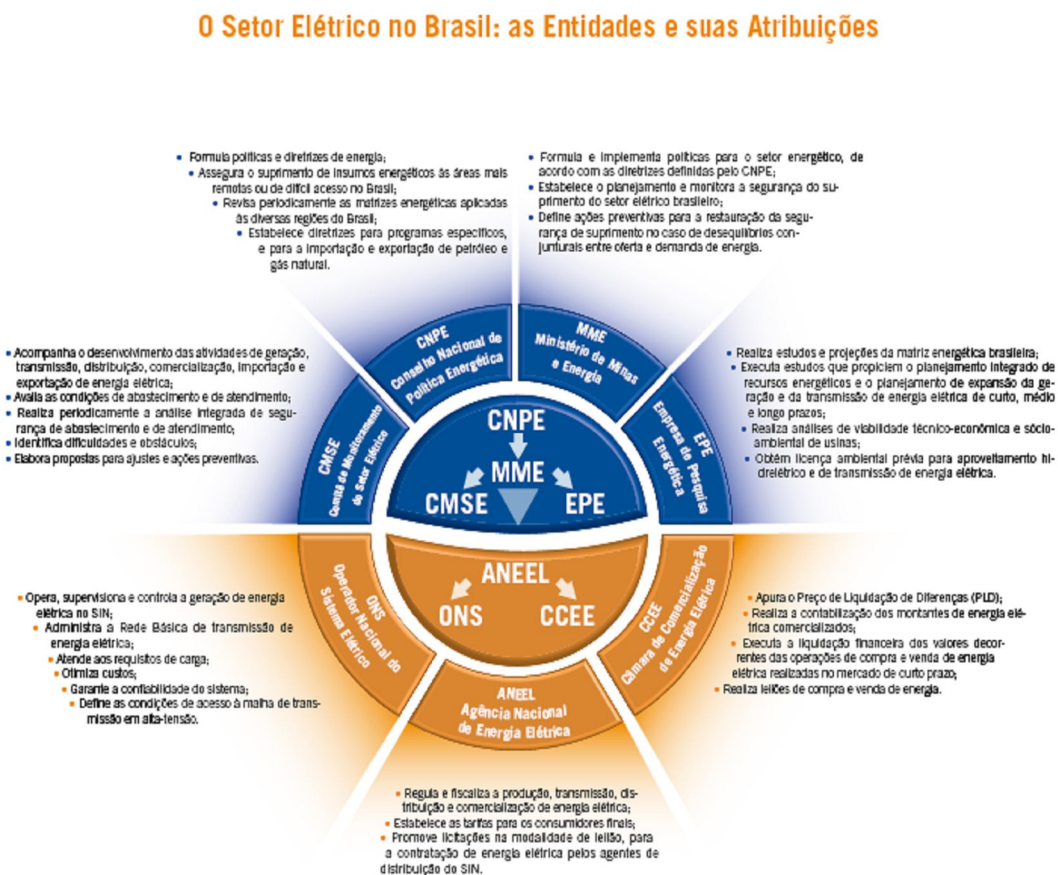 O Setor Elétrico no Brasil: as Entidades e suas Atribuições
• Formula políticas e diretrizes de energia;
• Assegura o suprimento de insumos energéticos às áreas mais
remotas ou de difícil acesso no Brasil;
• Revisa periodicamente as matrizes energéticas aplicadas
às diversas regiões do Brasil;
• Estabelece diretrizes para programas específicos,
e para a importação e exportação de petróleo e
gás natural.
• Formula e implementa políticas para o setor energético, de
acordo com as diretrizes definidas pelo CNPE;
• Estabelece o planejamento e monitora a segurança do su-
primento do setor elétrico brasileiro;
• Define ações preventivas para a restauração da segu-
rança de suprimento no caso de desequilíbrios con-
junturais entre oferta e demanda de energia.
• Acompanha o desenvolvimento das atividades de geração,
transmissão, distribuição, comercialização, importação e
exportação de energia elétrica;
• Avalia as condições de abastecimento e de atendimento;
• Realiza periodicamente a análise integrada de segu-
rança de abastecimento e de atendimento;
• Identifica dificuldades e obstáculos;
• Elabora propostas para ajustes e ações preventivas.
CNPE
Conselho Nacional de
Política Energética
MME
Ministério de Minas
e Energia
CMSE
Comitê de Monitoramento
do Setor Elétrico
EPE
Empresa de Pesquisa
Energética
• Realiza estudos e projeções da matriz energética brasileira;
• Executa estudos que propiciem o planejamento integrado de
recursos energéticos e o planejamento de expansão da ge-
ração e da transmissão de energia elétrica de curto, médio
e longo prazos;
• Realiza análises de viabilidade técnico-econômica e sócio-
ambiental de usinas;
• Obtém licença ambiental prévia para aproveitamento hi-
drelétrico e de transmissão de energia elétrica.
CNPE
MME
CMSE EPE
ANEEL
ONS CCEE
• Opera, supervisiona e controla a geração de energia
elétrica no SIN;
• Administra a Rede Básica de transmissão de
energia elétrica;
• Atende aos requisitos de carga;
• Otimiza custos;
• Garante a confiabilidade do sistema;
• Define as condições de acesso à malha de trans-
missão em alta-tensão.
ONS
Operador Nacional do
Sistema Elétrico
ANEEL
Agência Nacional
de Energia Elétrica
CCEE
Câmara de Comercialização
de Energia Elétrica
• Apura o Preço de Liquidação de Diferenças (PLD);
• Realiza a contabilização dos montantes de energia elé-
trica comercializados;
• Executa a liquidação financeira dos valores decor-
rentes das operações de compra e venda de energia
elétrica realizadas no mercado de curto prazo;
• Realiza leilões de compra e venda de energia.
• Regula e fiscaliza a produção, transmissão, dis-
tribuição e comercialização de energia elétrica;
• Estabelece as tarifas para os consumidores finais;
• Promove licitações na modalidade de leilão, para
a contratação de energia elétrica pelos agentes de
distribuição do SIN.